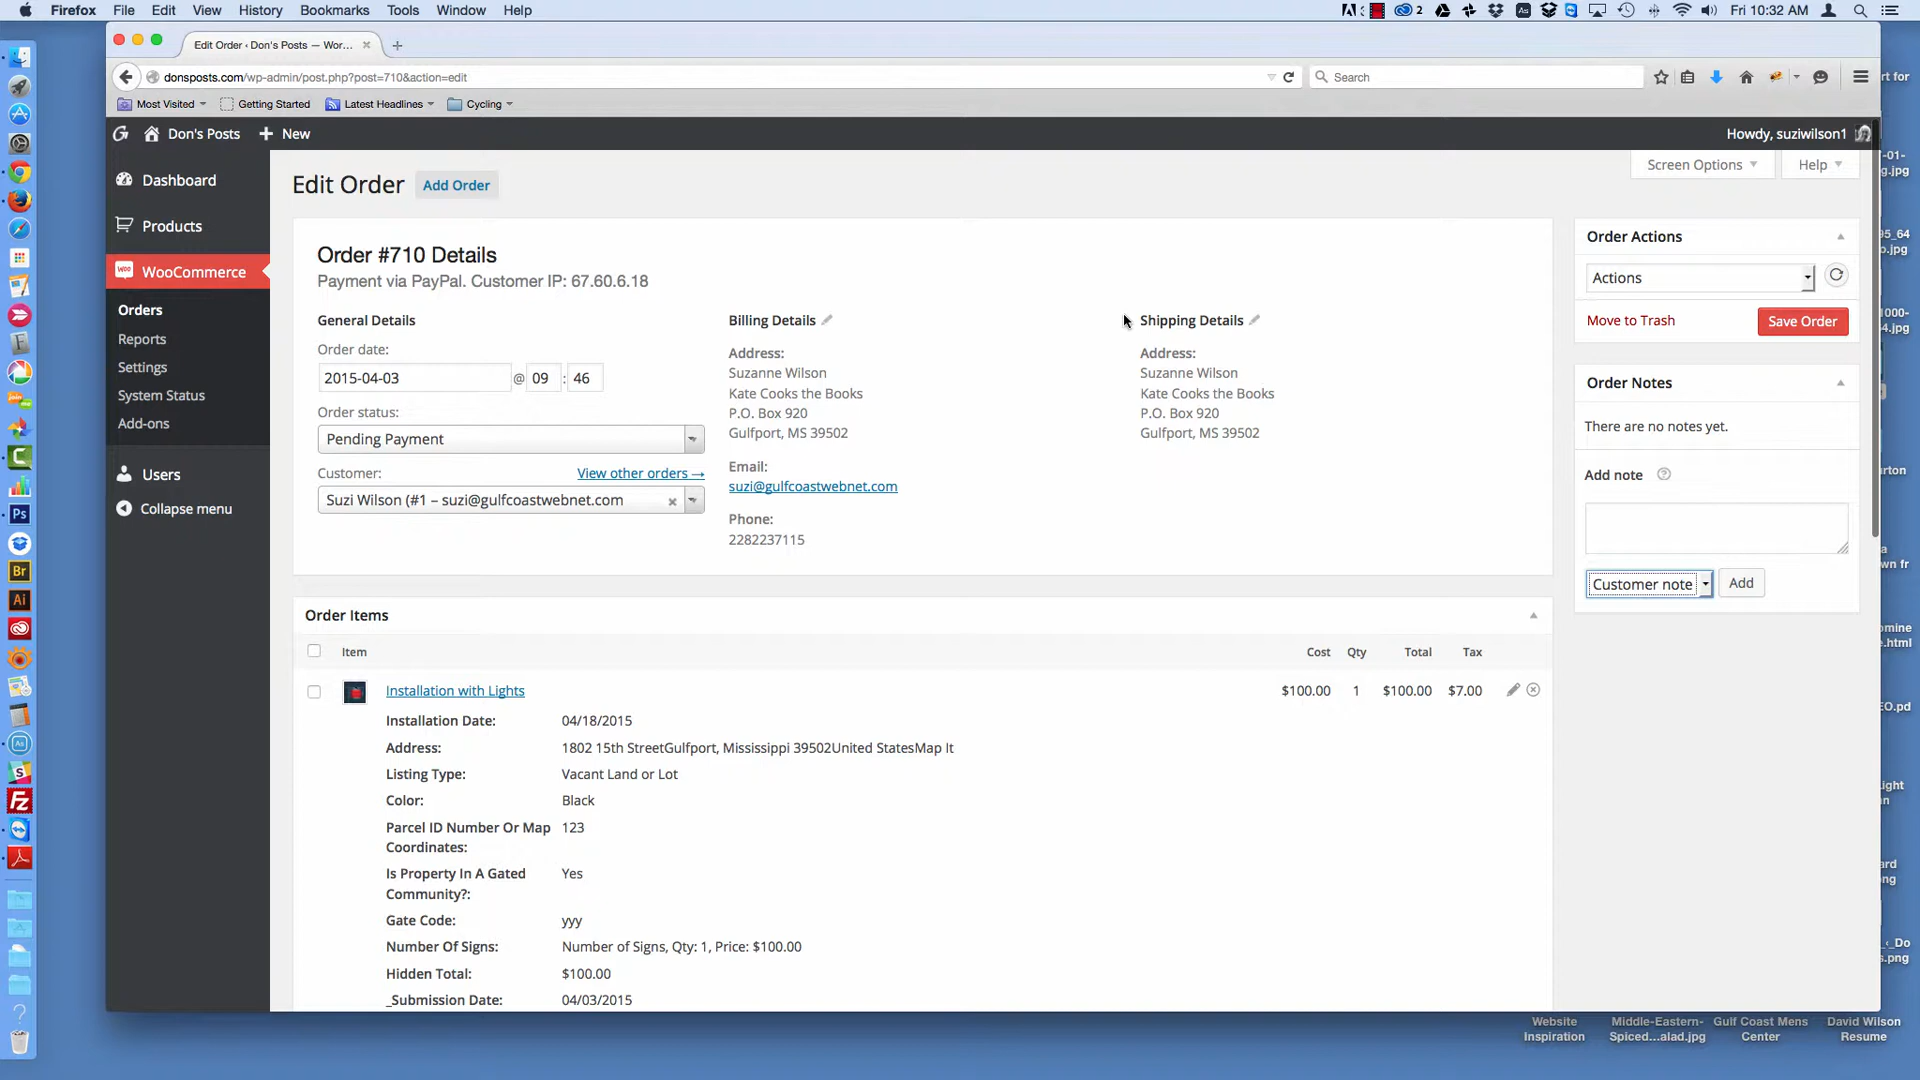 Firefox File Edit View History Bookmarks Tools Window Help
2 Fri 10:32 AM
Edit Order ‹ Don's Posts — Wor...
donsposts.com/wp-admin/post.php?post=710&action=edit
Search
Most Visited Getting Started Latest Headlines Cycling
Don's Posts New
Howdy, suziwilson1
Dashboard
Products
WooCommerce
Orders
Reports
Settings
System Status
Add-ons
Users
Collapse menu
Screen Options Help
Edit Order Add Order
Order #710 Details
Payment via PayPal. Customer IP: 67.60.6.18
General Details
Order date:
2015-04-03 @ 09 : 46
Order status:
Pending Payment
Customer: View other orders →
Suzi Wilson (#1 – suzi@gulfcoastwebnet.com
Billing Details
Address:
Suzanne Wilson
Kate Cooks the Books
P.O. Box 920
Gulfport, MS 39502
Email:
suzi@gulfcoastwebnet.com
Phone:
2282237115
Shipping Details
Address:
Suzanne Wilson
Kate Cooks the Books
P.O. Box 920
Gulfport, MS 39502
Order Actions
Actions
Move to Trash Save Order
Order Notes
There are no notes yet.
Add note
Customer note Add
Order Items
Item Cost Qty Total Tax
Installation with Lights $100.00 1 $100.00 $7.00
Installation Date: 04/18/2015
Address: 1802 15th StreetGulfport, Mississippi 39502United StatesMap It
Listing Type: Vacant Land or Lot
Color: Black
Parcel ID Number Or Map 123
Coordinates:
Is Property In A Gated Yes
Community?:
Gate Code: yyy
Number Of Signs: Number of Signs, Qty: 1, Price: $100.00
Hidden Total: $100.00
_Submission Date: 04/03/2015
Ps
Br
Ai
Fz
Website
Inspiration
Middle-Eastern-
Spiced...alad.jpg
Gulf Coast Mens
Center
David Wilson
Resume